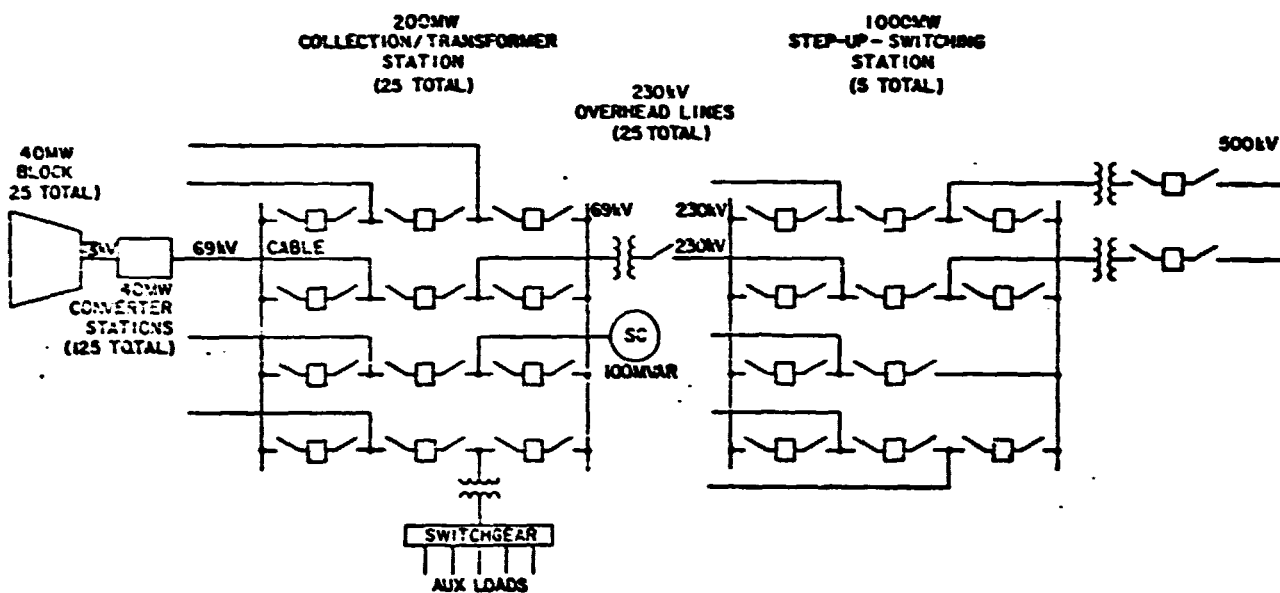 200MW
COLLECTION/TRANSFORMER
STATION
(25 TOTAL)
1000MW
STEP-UP-SWITCHING
STATION
(5 TOTAL)
230kV
OVERHEAD LINES
(25 TOTAL)
500kV
40MW
BLOCK
25 TOTAL)
69kV
230kV
69kV
CABLE
230kV
40MW
CONVERTER
STATIONS
(125 TOTAL)
SC
100MVAR
SWITCHGEAR
AUX LOADS